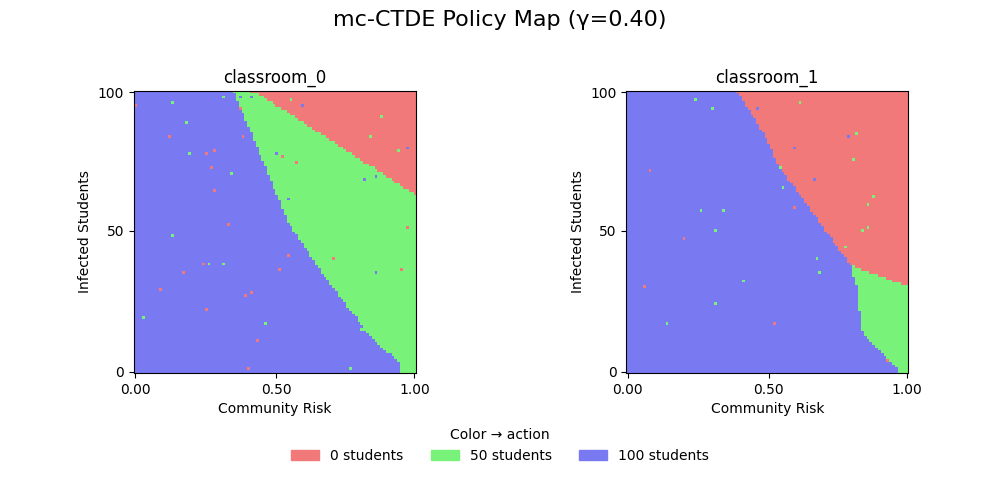 mc-CTDE Policy Map (γ=0.40)
classroom_0
classroom_1
100
50
0
Infected Students
0.00 0.50 1.00
Community Risk
100
50
0
Infected Students
0.00 0.50 1.00
Community Risk
Color → action
0 students 50 students 100 students